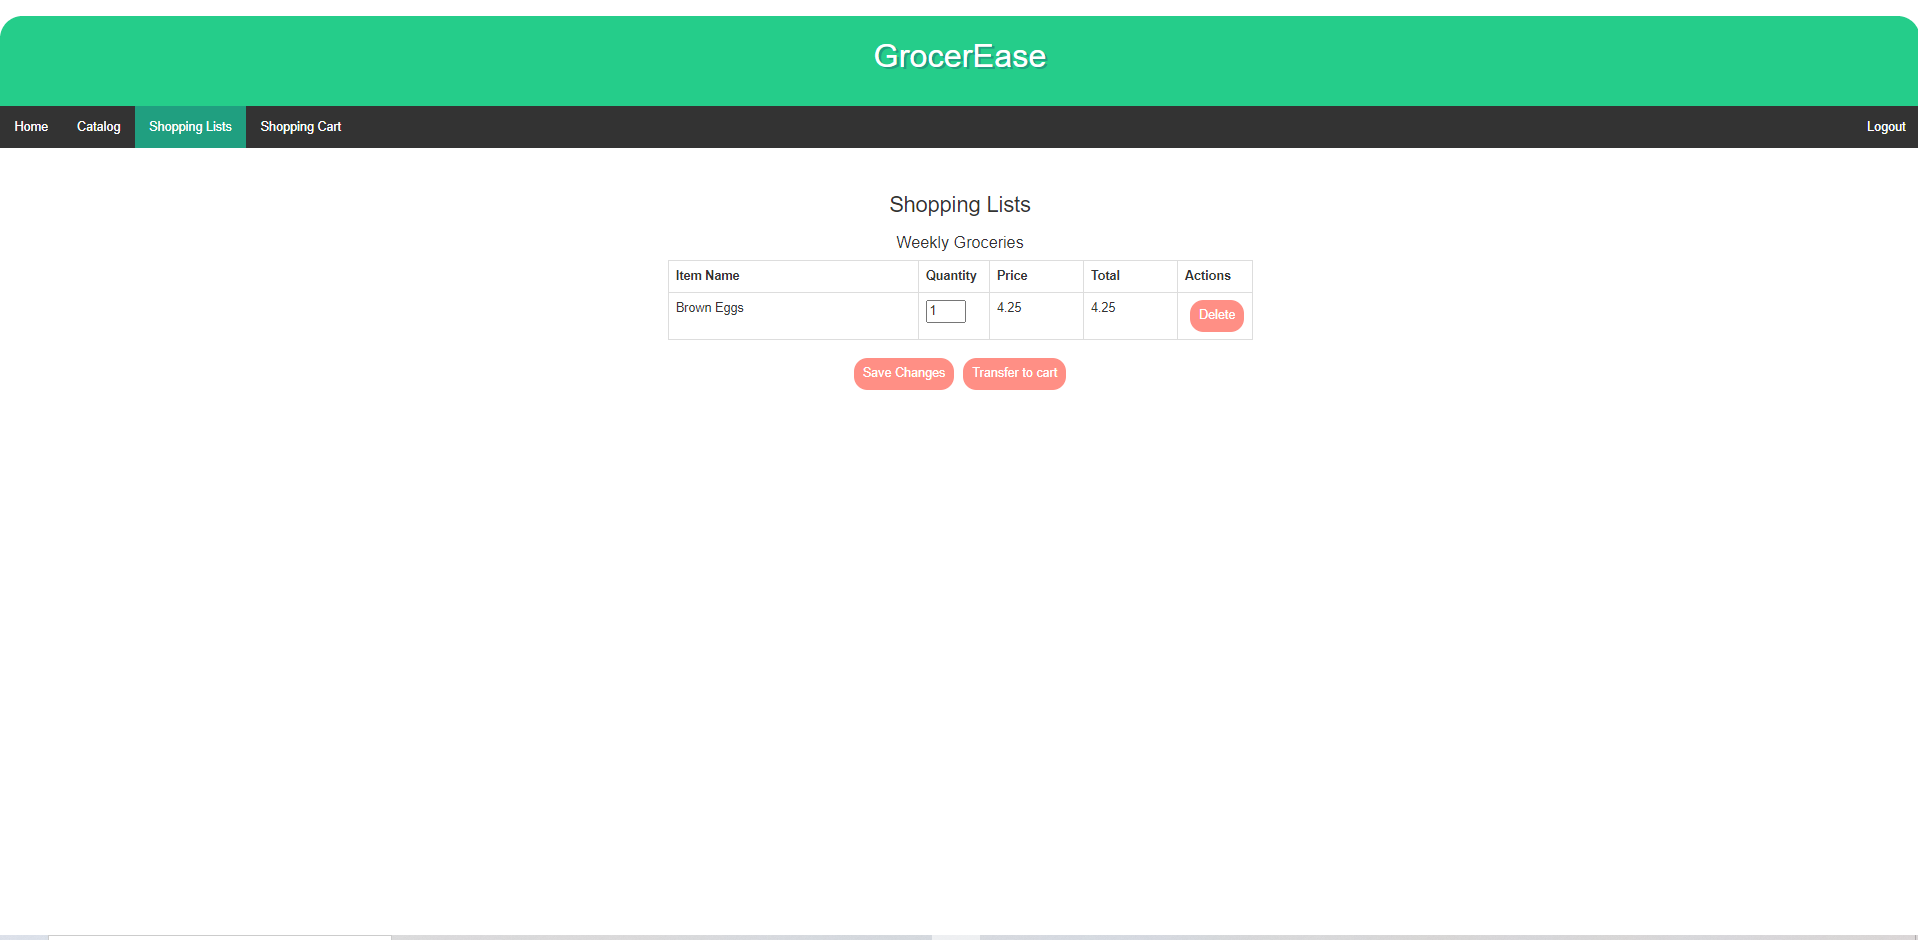 GrocerEase
Home Catalog Shopping Lists Shopping Cart Logout
Shopping Lists
Weekly Groceries
Item Name Quantity Price Total Actions
Brown Eggs 1 4.25 4.25 Delete
Save Changes Transfer to cart